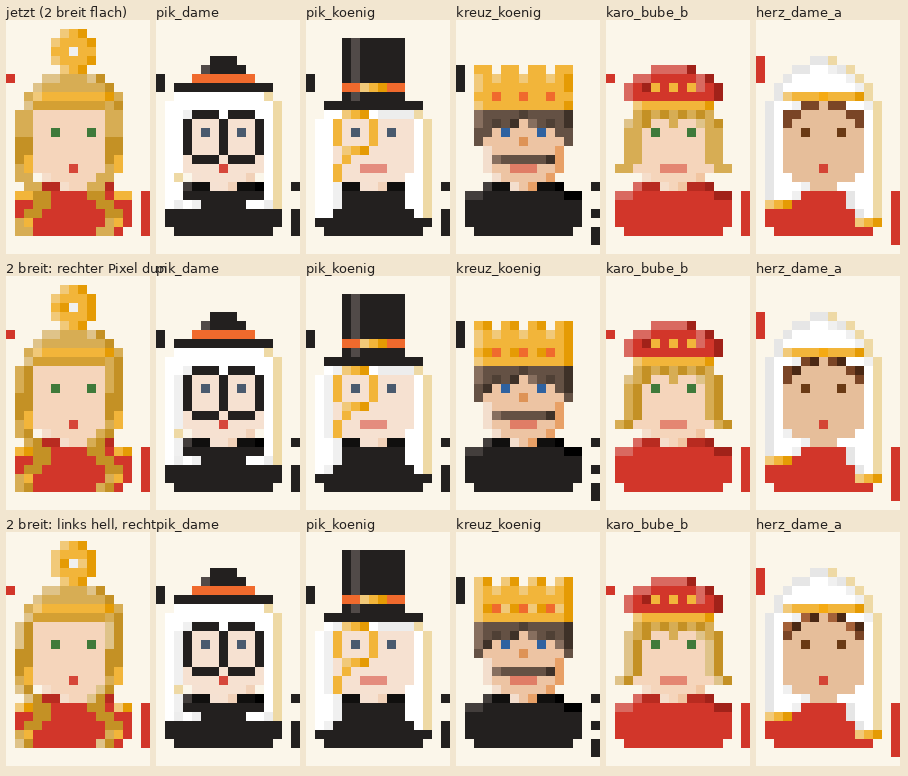 jetzt (2 breit flach) pik_dame pik_koenig kreuz_koenig karo_bube_b herz_dame_a
2 breit: rechter Pixel dun pik_dame pik_koenig kreuz_koenig karo_bube_b herz_dame_a
2 breit: links hell, recht pik_dame pik_koenig kreuz_koenig karo_bube_b herz_dame_a